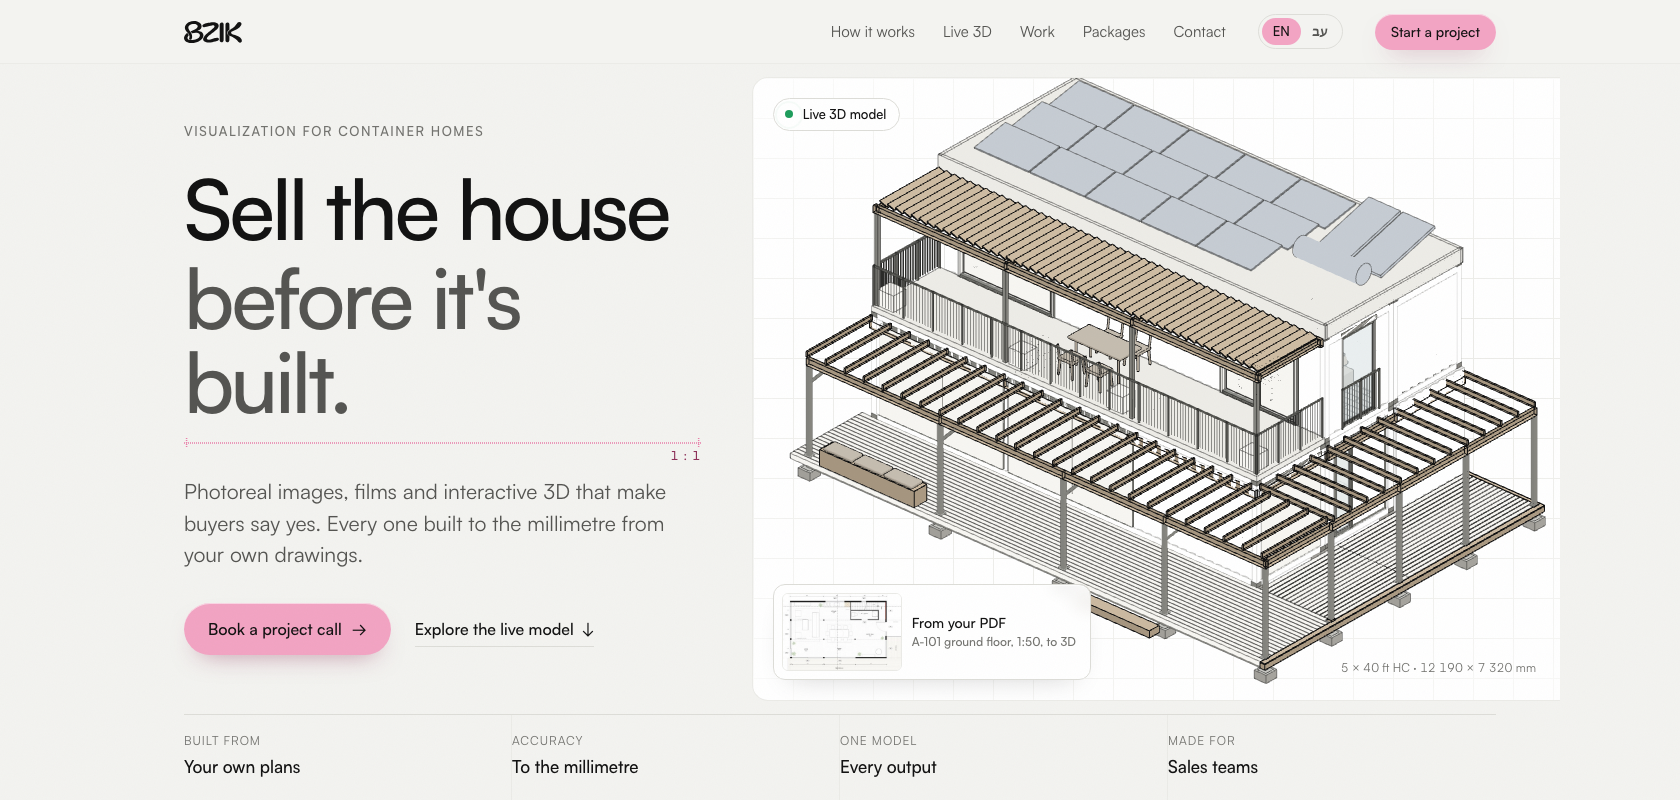 BZIK
How it works
Live 3D
Work
Packages
Contact
EN
עב
Start a project
VISUALIZATION FOR CONTAINER HOMES
Sell the house
before it's
built.
1 : 1
Photoreal images, films and interactive 3D that make
buyers say yes. Every one built to the millimetre from
your own drawings.
Book a project call →
Explore the live model ↓
Live 3D model
From your PDF
A-101 ground floor, 1:50, to 3D
5 × 40 ft HC · 12 190 × 7 320 mm
BUILT FROM
Your own plans
ACCURACY
To the millimetre
ONE MODEL
Every output
MADE FOR
Sales teams